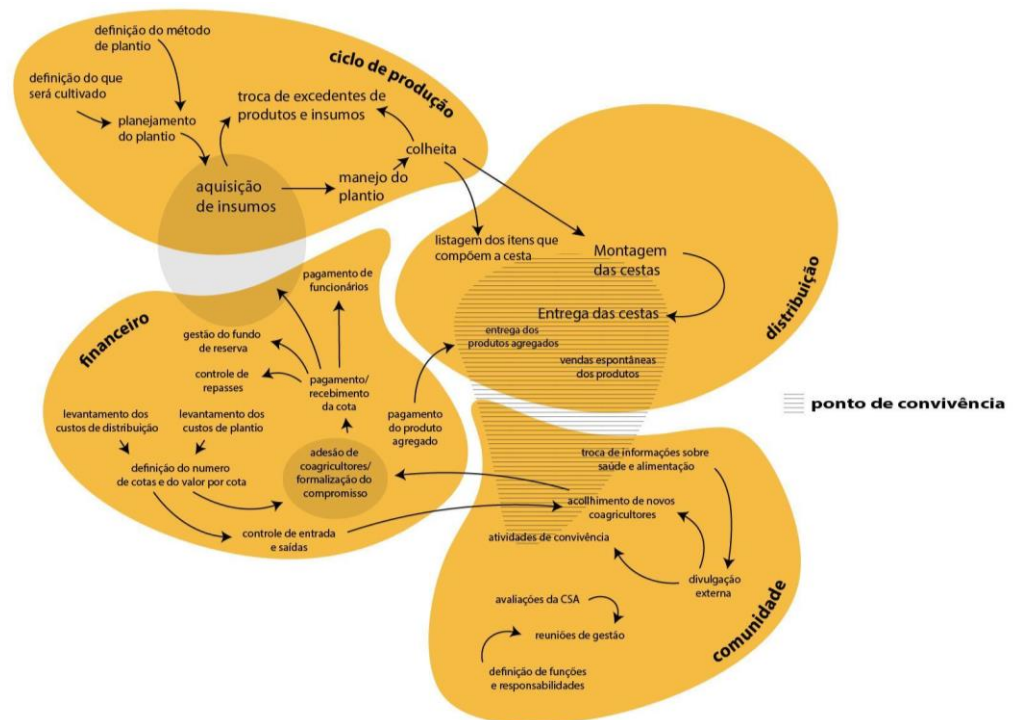 definição do método
de plantio
ciclo de produção
definição do que
será cultivado
troca de excedentes de
produtos e insumos
planejamento
do plantio
colheita
manejo do
plantio
aquisição
de insumos
listagem dos itens que
compõem a cesta
Montagem
das cestas
distribuição
Entrega das cestas
entrega dos
produtos agregados
vendas espontâneas
dos produtos
financeiro
pagamento de
funcionários
gestão do fundo
de reserva
controle de
repasses
pagamento/
recebimento
da cota
pagamento
do produto
agregado
levantamento dos
custos de distribuição
levantamento dos
custos de plantio
adesão de
coagricultores/
formalização do
compromisso
definição do numero
de cotas e do valor por cota
controle de entrada
e saídas
ponto de convivência
troca de informações sobre
saúde e alimentação
acollhimento de novos
coagricultores
atividades de convivência
divulgação
externa
comunidade
avaliações da CSA
reuniões de gestão
definição de funções
e responsabilidades